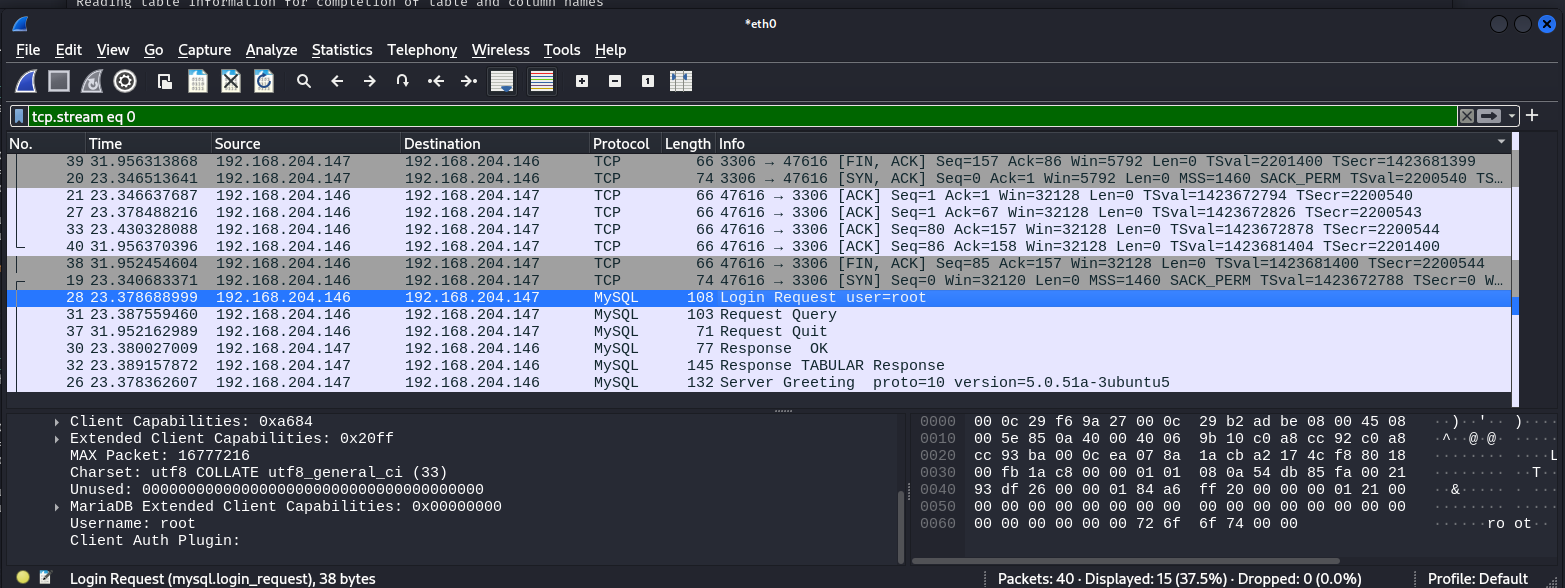 Reading table information for completion of table and column names
*eth0
File Edit View Go Capture Analyze Statistics Telephony Wireless Tools Help
tcp.stream eq 0
No. Time Source Destination Protocol Length Info
39 31.956313868 192.168.204.147 192.168.204.146 TCP 66 3306 → 47616 [FIN, ACK] Seq=157 Ack=86 Win=5792 Len=0 TSval=2201400 TSecr=1423681399
20 23.346513641 192.168.204.147 192.168.204.146 TCP 74 3306 → 47616 [SYN, ACK] Seq=0 Ack=1 Win=5792 Len=0 MSS=1460 SACK_PERM TSval=2200540 TS…
21 23.346637687 192.168.204.146 192.168.204.147 TCP 66 47616 → 3306 [ACK] Seq=1 Ack=1 Win=32128 Len=0 TSval=1423672794 TSecr=2200540
27 23.378488216 192.168.204.146 192.168.204.147 TCP 66 47616 → 3306 [ACK] Seq=1 Ack=67 Win=32128 Len=0 TSval=1423672826 TSecr=2200543
33 23.430328088 192.168.204.146 192.168.204.147 TCP 66 47616 → 3306 [ACK] Seq=80 Ack=157 Win=32128 Len=0 TSval=1423672878 TSecr=2200544
40 31.956370396 192.168.204.146 192.168.204.147 TCP 66 47616 → 3306 [ACK] Seq=86 Ack=158 Win=32128 Len=0 TSval=1423681404 TSecr=2201400
38 31.952454604 192.168.204.146 192.168.204.147 TCP 66 47616 → 3306 [FIN, ACK] Seq=85 Ack=157 Win=32128 Len=0 TSval=1423681400 TSecr=2200544
19 23.340683371 192.168.204.146 192.168.204.147 TCP 74 47616 → 3306 [SYN] Seq=0 Win=32120 Len=0 MSS=1460 SACK_PERM TSval=1423672788 TSecr=0 W…
28 23.378688999 192.168.204.146 192.168.204.147 MySQL 108 Login Request user=root
31 23.387559460 192.168.204.146 192.168.204.147 MySQL 103 Request Query
37 31.952162989 192.168.204.146 192.168.204.147 MySQL 71 Request Quit
30 23.380027009 192.168.204.147 192.168.204.146 MySQL 77 Response OK
32 23.389157872 192.168.204.147 192.168.204.146 MySQL 145 Response TABULAR Response
26 23.378362607 192.168.204.147 192.168.204.146 MySQL 132 Server Greeting proto=10 version=5.0.51a-3ubuntu5
Client Capabilities: 0xa684
Extended Client Capabilities: 0x20ff
MAX Packet: 16777216
Charset: utf8 COLLATE utf8_general_ci (33)
Unused: 00000000000000000000000000000000000000
MariaDB Extended Client Capabilities: 0x00000000
Username: root
Client Auth Plugin:
0000 00 0c 29 f6 9a 27 00 0c 29 b2 ad be 08 00 45 08 ··)··'·· )·····
0010 00 5e 85 0a 40 00 40 06 9b 10 c0 a8 cc 92 c0 a8 ·^··@·@· ······
0020 cc 93 ba 00 0c ea 07 8a 1a cb a2 17 4c f8 80 18 ········ ····L
0030 00 fb 1a c8 00 00 01 01 08 0a 54 db 85 fa 00 21 ········ ··T··
0040 93 df 26 00 00 01 84 a6 ff 20 00 00 00 01 21 00 ··&····· ······
0050 00 00 00 00 00 00 00 00 00 00 00 00 00 00 00 00 ········ ······
0060 00 00 00 00 00 00 72 6f 6f 74 00 00 ······ro ot··
Login Request (mysql.login_request), 38 bytes
Packets: 40 · Displayed: 15 (37.5%) · Dropped: 0 (0.0%)
Profile: Default